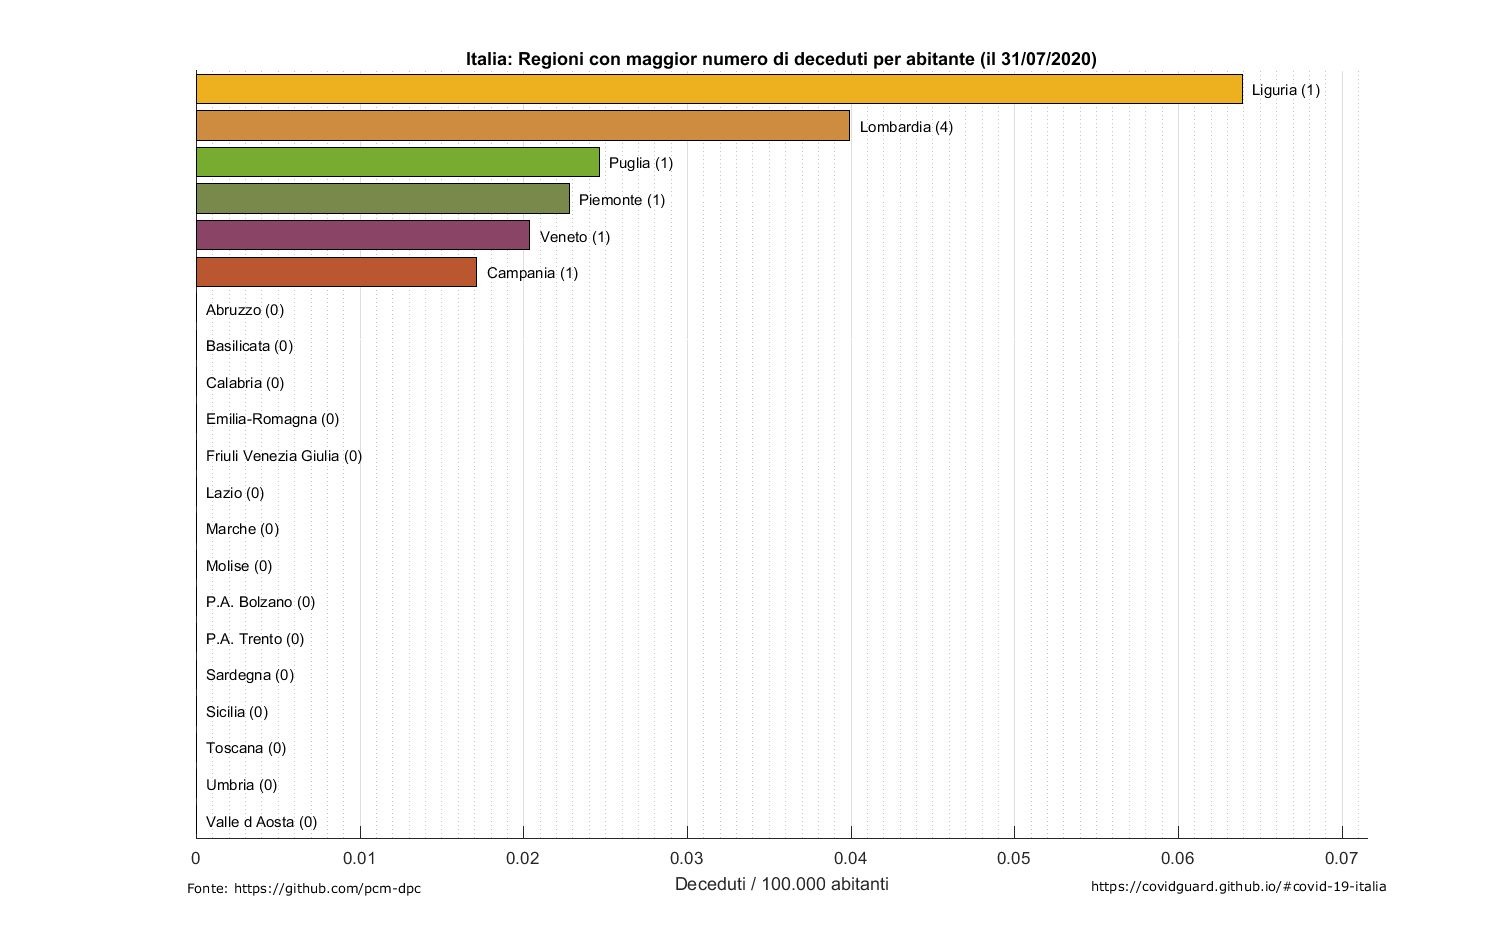 Italia: Regioni con maggior numero di deceduti per abitante (il 31/07/2020)
Liguria (1)
Lombardia (4)
Puglia (1)
Piemonte (1)
Veneto (1)
Campania (1)
Abruzzo (0)
Basilicata (0)
Calabria (0)
Emilia-Romagna (0)
Friuli Venezia Giulia (0)
Lazio (0)
Marche (0)
Molise (0)
P.A. Bolzano (0)
P.A. Trento (0)
Sardegna (0)
Sicilia (0)
Toscana (0)
Umbria (0)
Valle d Aosta (0)
0 0.01 0.02 0.03 0.04 0.05 0.06 0.07
Deceduti / 100.000 abitanti
Fonte: https://github.com/pcm-dpc
https://covidguard.github.io/#covid-19-italia